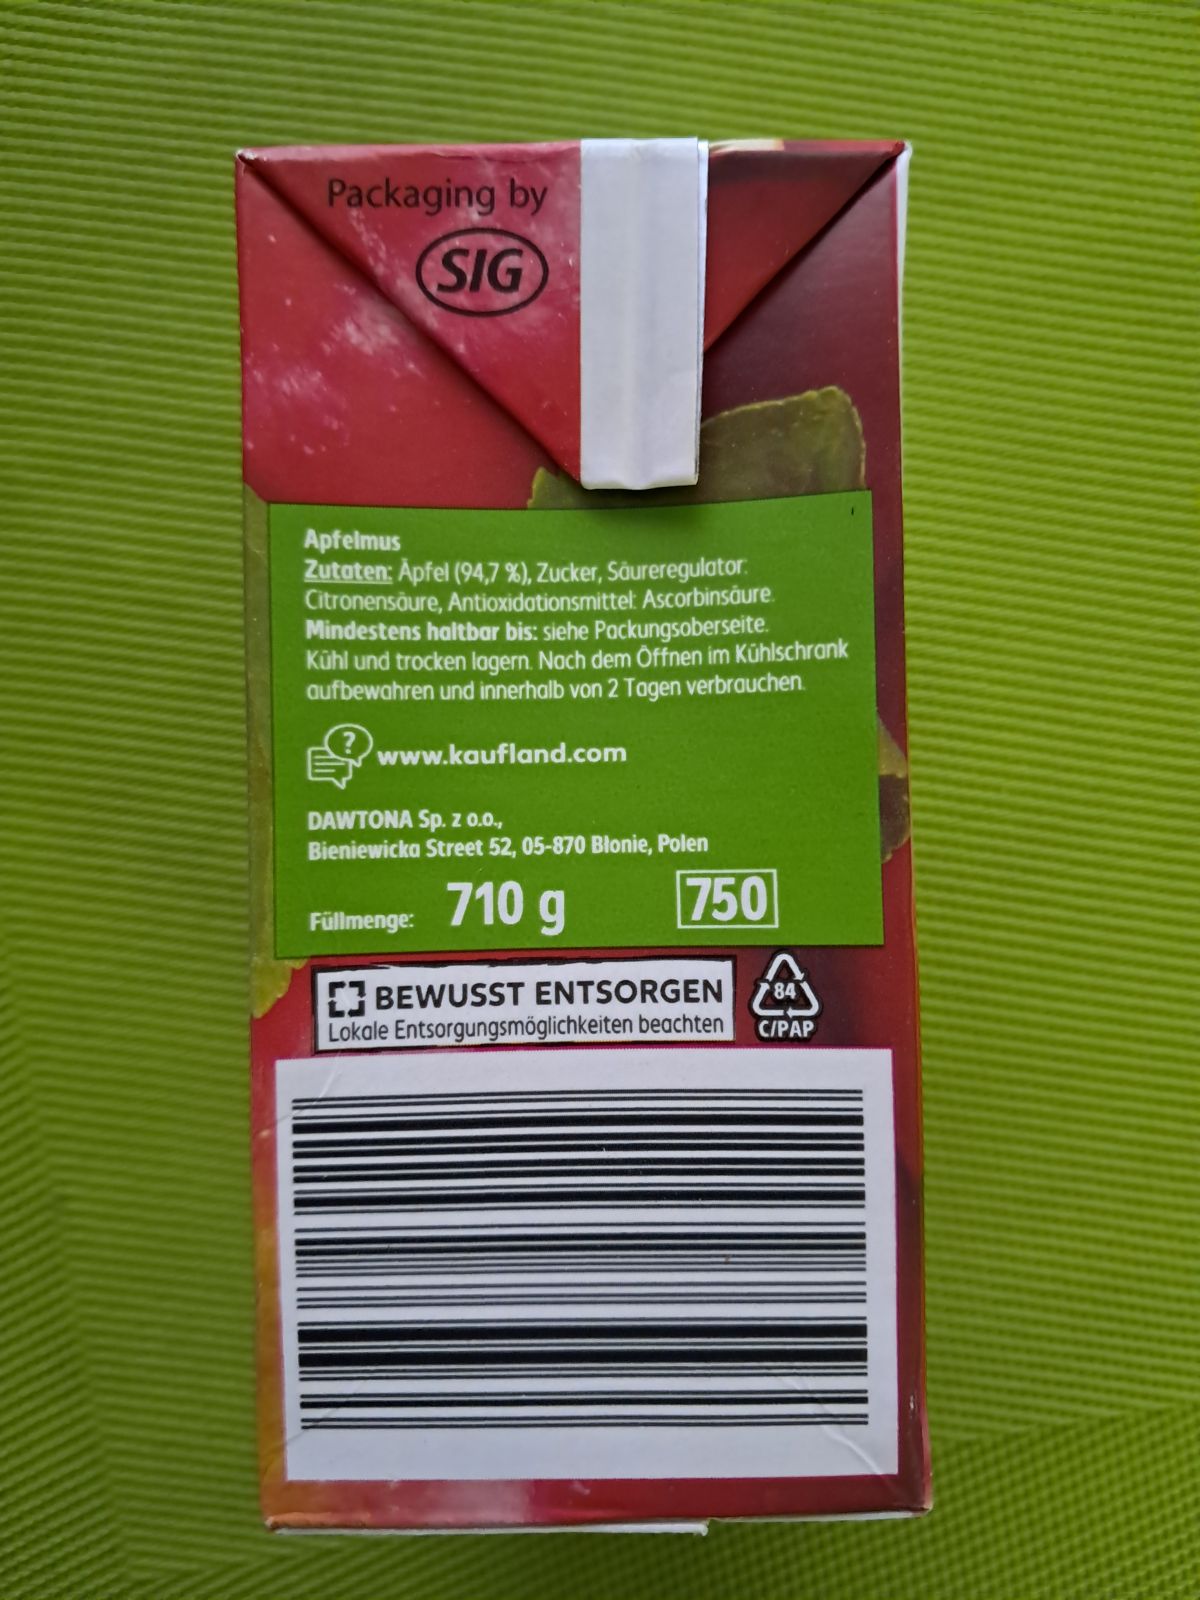 Packaging by
SIG
Apfelmus
Zutaten: Äpfel (94,7 %), Zucker, Säureregulator:
Citronensäure, Antioxidationsmittel: Ascorbinsäure.
Mindestens haltbar bis: siehe Packungsoberseite.
Kühl und trocken lagern. Nach dem Öffnen im Kühlschrank
aufbewahren und innerhalb von 2 Tagen verbrauchen.
?
www.kaufland.com
DAWTONA Sp. z o.o.,
Bieniewicka Street 52, 05-870 Błonie, Polen
Füllmenge: 710 g 750
BEWUSST ENTSORGEN
Lokale Entsorgungsmöglichkeiten beachten
84
C/PAP